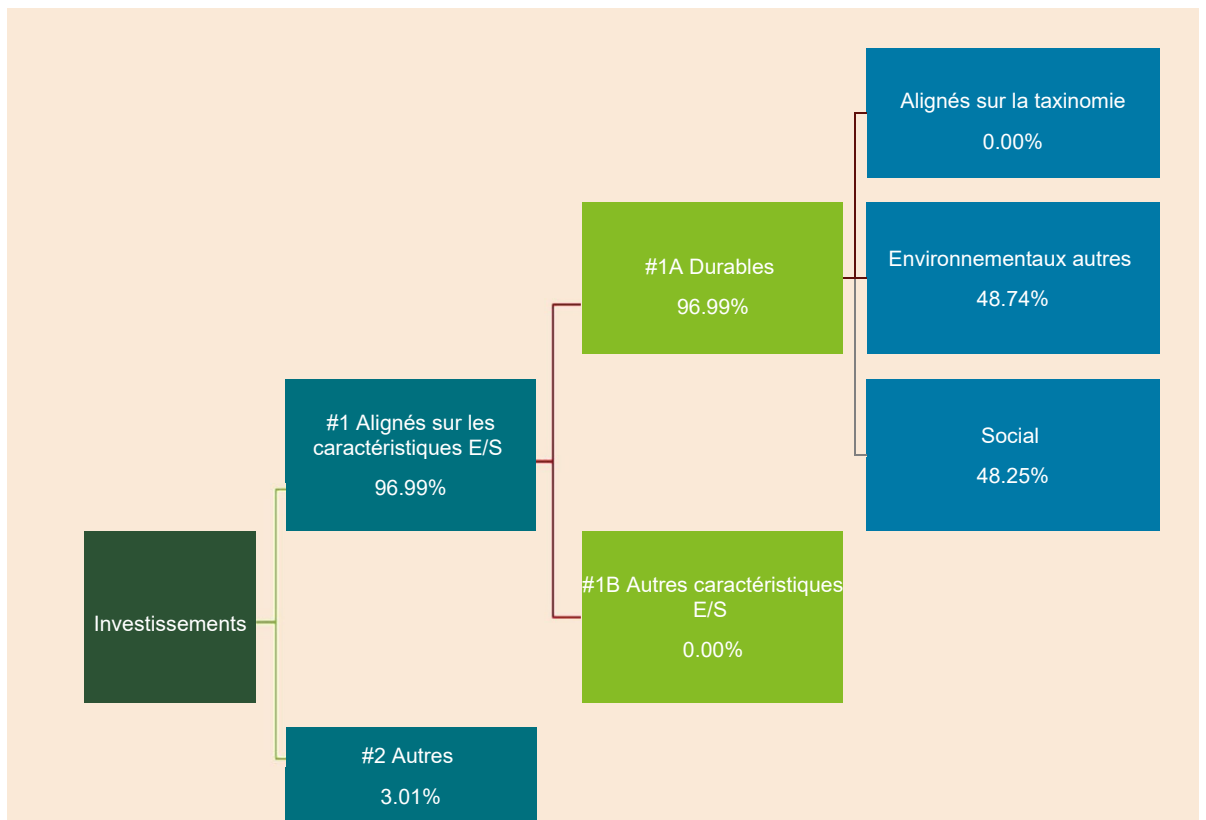 Alignés sur la taxinomie
0.00%
#1A Durables
96.99%
Environnementaux autres
48.74%
#1 Alignés sur les
caractéristiques E/S
96.99%
Social
48.25%
Investissements
#1B Autres caractéristiques
E/S
0.00%
#2 Autres
3.01%